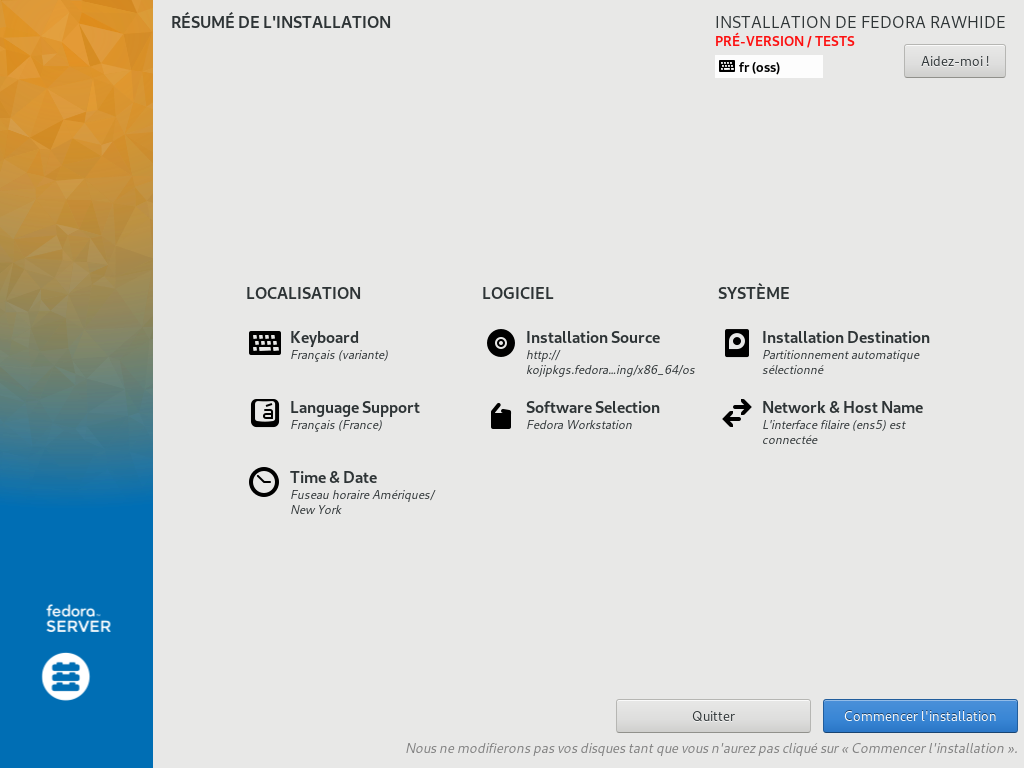 RÉSUMÉ DE L'INSTALLATION
INSTALLATION DE FEDORA RAWHIDE
PRÉ-VERSION / TESTS
fr (oss)
Aidez-moi !
LOCALISATION
Keyboard
Français (variante)
Language Support
Français (France)
Time & Date
Fuseau horaire Amériques/
New York
LOGICIEL
Installation Source
http://
kojipkgs.fedora...ing/x86_64/os
Software Selection
Fedora Workstation
SYSTÈME
Installation Destination
Partitionnement automatique
sélectionné
Network & Host Name
L'interface filaire (ens5) est
connectée
fedora™
SERVER
Quitter
Commencer l'installation
Nous ne modifierons pas vos disques tant que vous n'aurez pas cliqué sur « Commencer l'installation ».